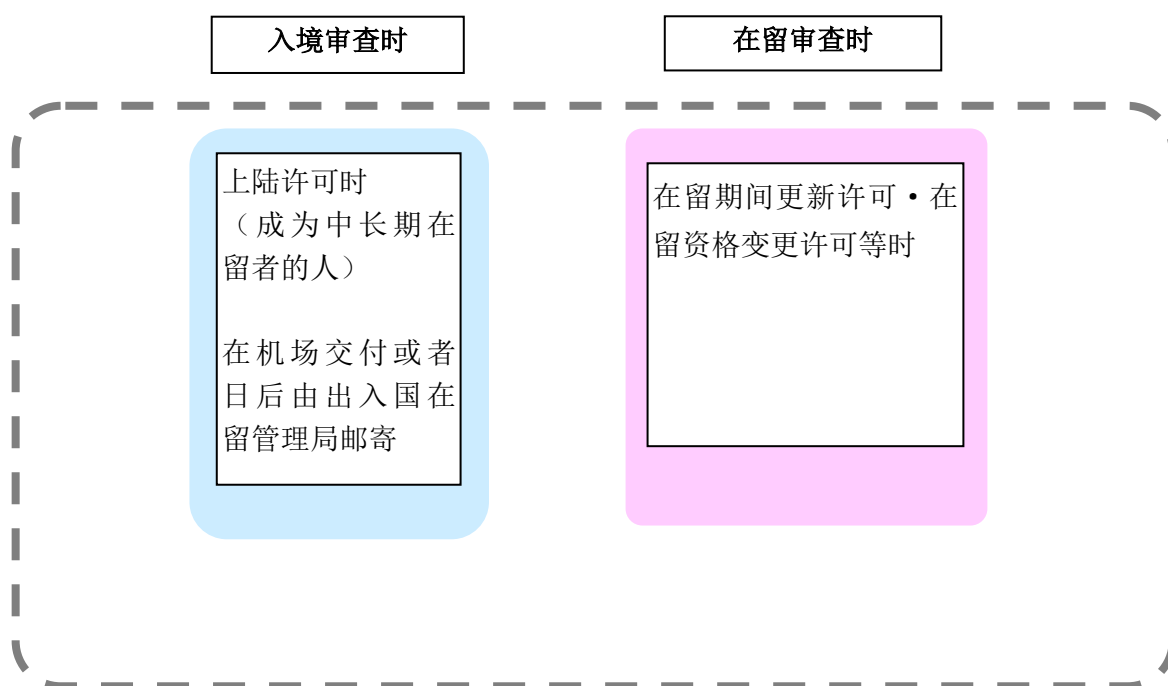 入境审查时
在留审查时
上陆许可时
（成为中长期在
留者的人）
在机场交付或者
日后由出入国在
留管理局邮寄
在留期间更新许可・在
留资格变更许可等时